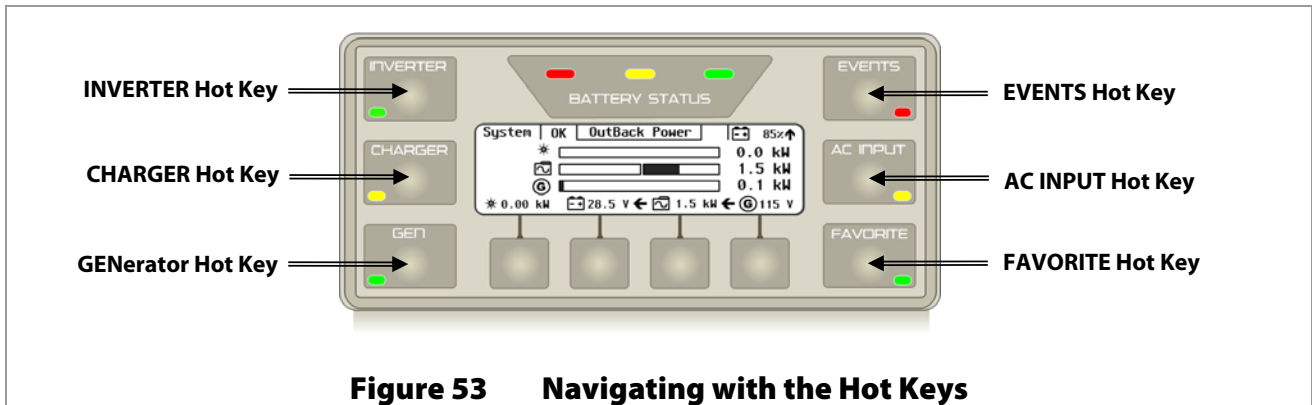 INVERTER Hot Key
CHARGER Hot Key
GENerator Hot Key
INVERTER
CHARGER
GEN
BATTERY STATUS
System OK OutBack Power 85%
0.0 kW
1.5 kW
G 0.1 kW
0.00 kW 28.5 V 1.5 kW G 115 V
EVENTS
AC INPUT
FAVORITE
EVENTS Hot Key
AC INPUT Hot Key
FAVORITE Hot Key
Figure 53 Navigating with the Hot Keys